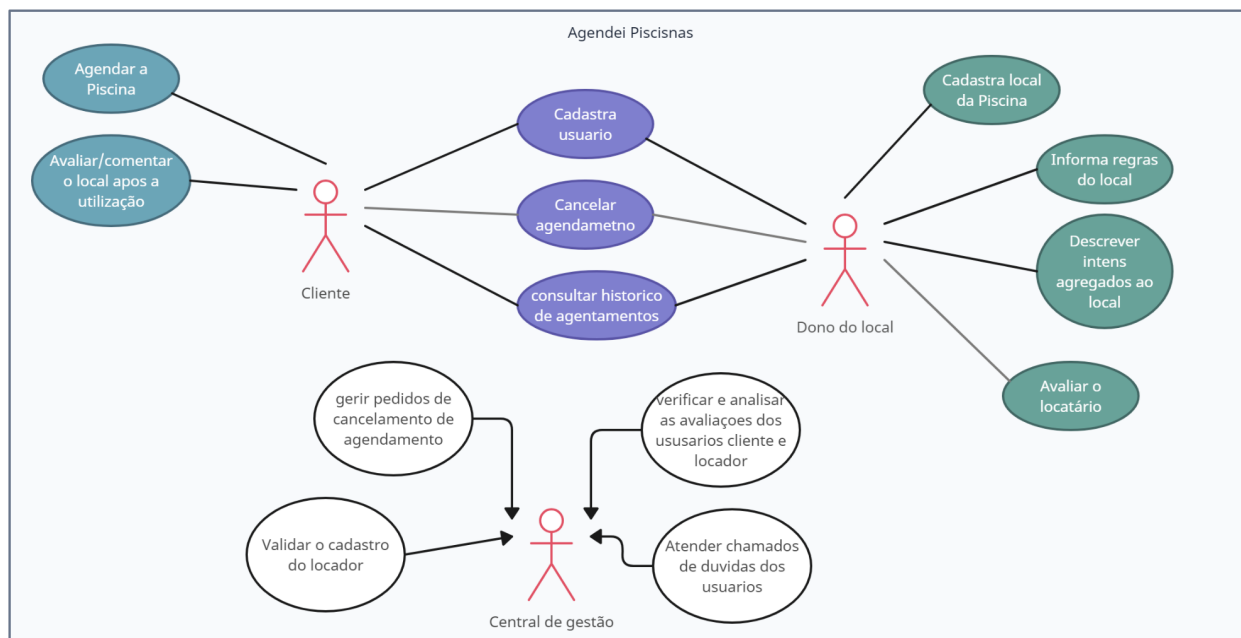 Agendei Piscisnas
Agendar a
Piscina
Avaliar/comentar
o local apos a
utilização
Cliente
Cadastra
usuario
Cancelar
agendametno
consultar historico
de agentamentos
Cadastra local
da Piscina
Informa regras
do local
Descrever
intens
agregados ao
local
Avaliar o
locatário
Dono do local
gerir pedidos de
cancelamento de
agendamento
verificar e analisar
as avaliaçoes dos
ususarios cliente e
locador
Validar o cadastro
do locador
Atender chamados
de duvidas dos
usuarios
Central de gestão